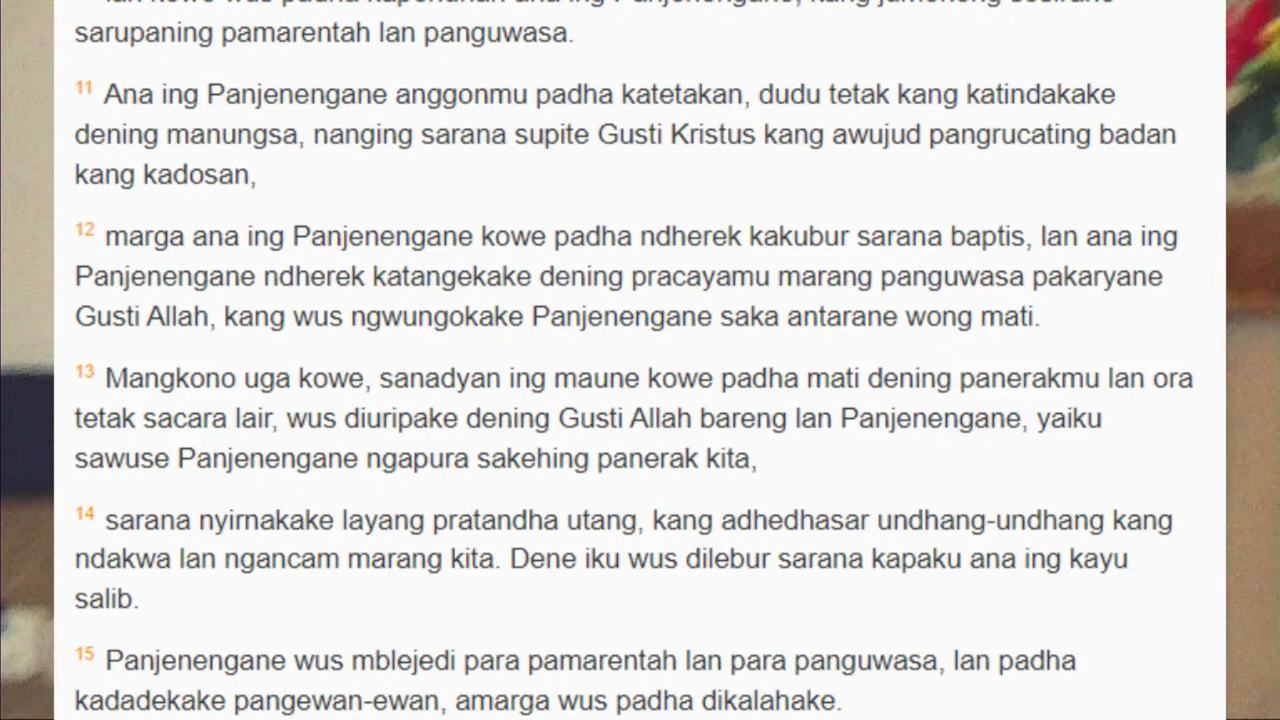 sarupaning pamarentah lan panguwasa.
11 Ana ing Panjenengane anggonmu padha katetakan, dudu tetak kang katindakake
dening manungsa, nanging sarana supite Gusti Kristus kang awujud pangrucating badan
kang kadosan,
12 marga ana ing Panjenengane kowe padha ndherek kakubur sarana baptis, lan ana ing
Panjenengane ndherek katangekake dening pracayamu marang panguwasa pakaryane
Gusti Allah, kang wus ngwungokake Panjenengane saka antarane wong mati.
13 Mangkono uga kowe, sanadyan ing maune kowe padha mati dening panerakmu lan ora
tetak sacara lair, wus diuripake dening Gusti Allah bareng lan Panjenengane, yaiku
sawuse Panjenengane ngapura sakehing panerak kita,
14 sarana nyirnakake layang pratandha utang, kang adhedhasar undhang-undhang kang
ndakwa lan ngancam marang kita. Dene iku wus dilebur sarana kapaku ana ing kayu
salib.
15 Panjenengane wus mblejedi para pamarentah lan para panguwasa, lan padha
kadadekake pangewan-ewan, amarga wus padha dikalahake.